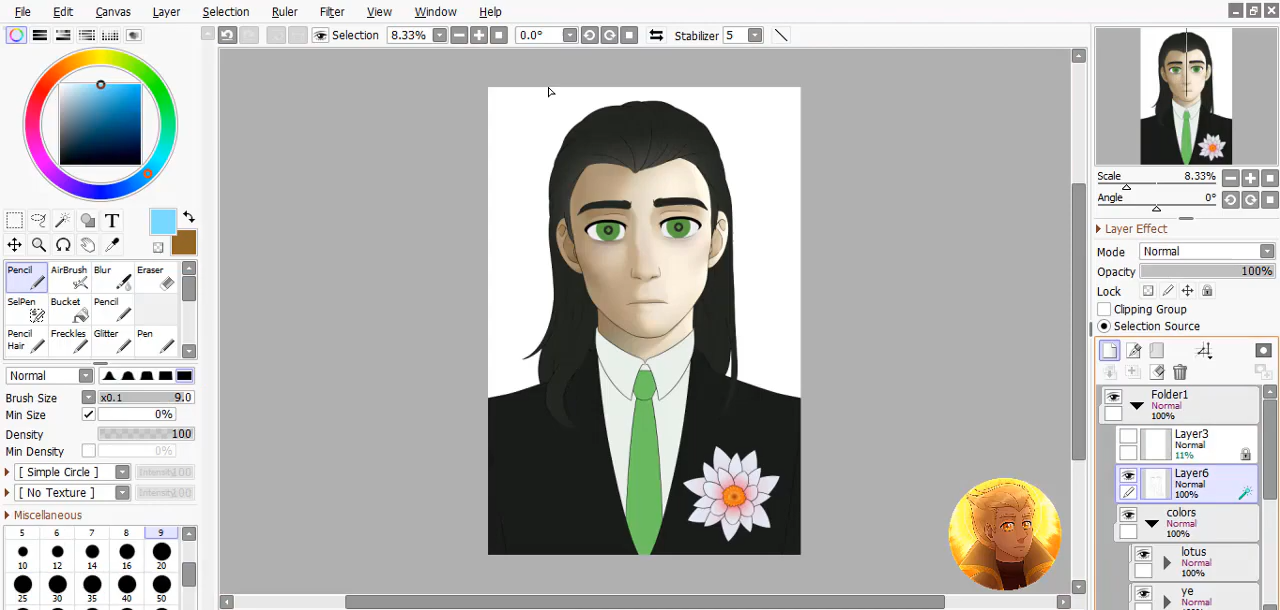 File Edit Canvas Layer Selection Ruler Filter View Window Help
Selection 8.33% 0.0° Stabilizer 5
Scale 8.33%
Angle 0°
Layer Effect
Mode Normal
Opacity 100%
Lock
Clipping Group
Selection Source
T
Pencil AirBrush Blur Eraser
SelPen Bucket Pencil
Pencil Hair Freckles Glitter Pen
Normal
Brush Size x0.1 9.0
Min Size 0%
Density 100
Min Density 0%
[ Simple Circle ] Intensity 100
[ No Texture ] Intensity 100
Miscellaneous
5 6 7 8 9
10 12 14 16 20
25 30 35 40 50
Folder1
Normal
100%
Layer3
Normal
11%
Layer6
Normal
100%
colors
Normal
100%
lotus
Normal
100%
ye
Normal
100%